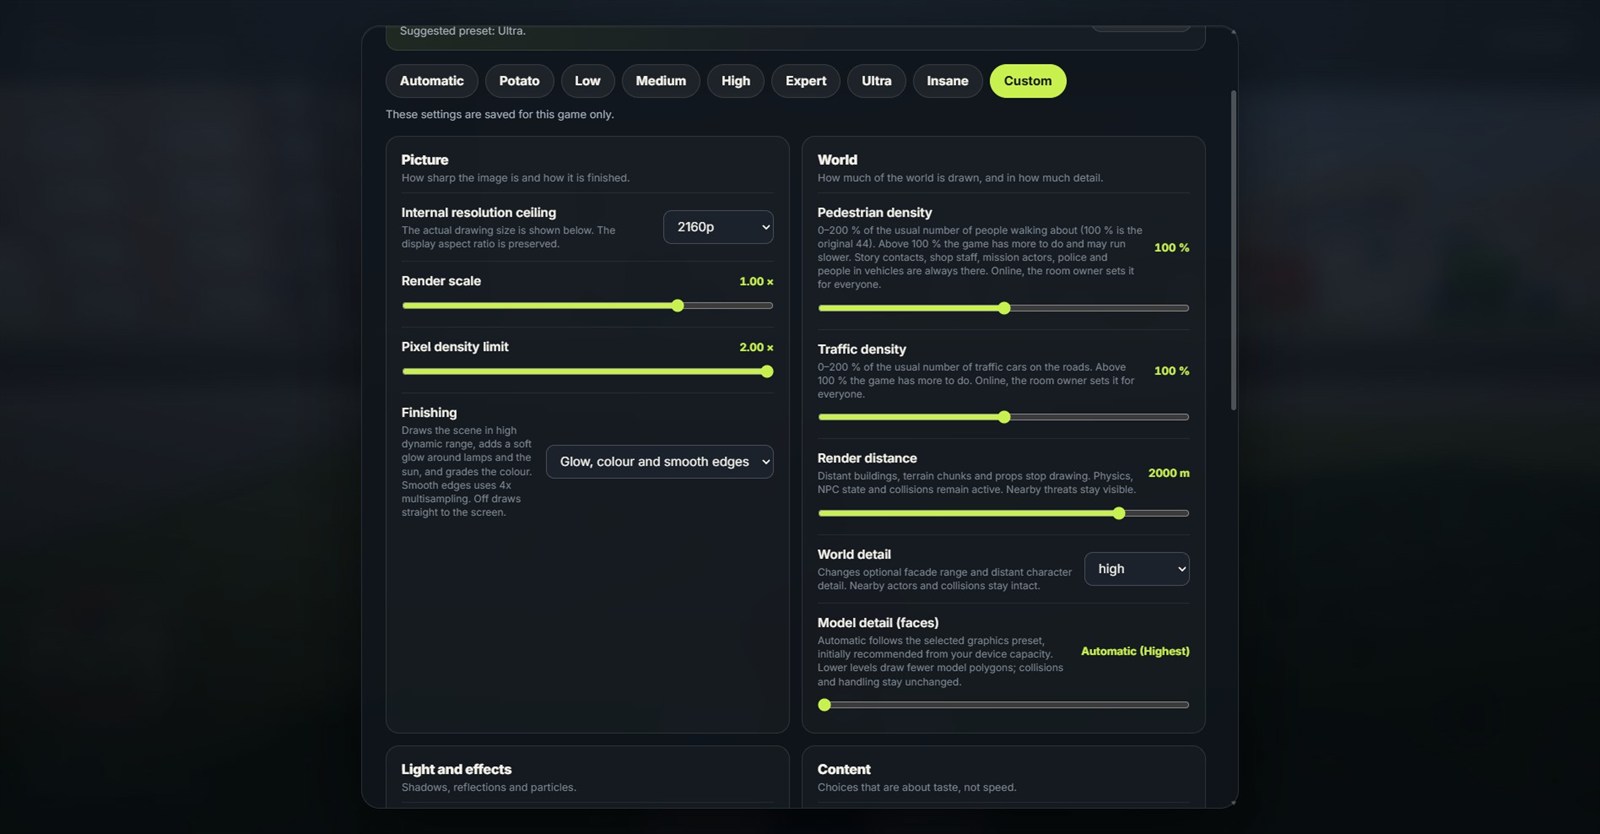 Suggested preset: Ultra.
Automatic
Potato
Low
Medium
High
Expert
Ultra
Insane
Custom
These settings are saved for this game only.
Picture
How sharp the image is and how it is finished.
Internal resolution ceiling
The actual drawing size is shown below. The
display aspect ratio is preserved.
2160p
Render scale
1.00 ×
Pixel density limit
2.00 ×
Finishing
Draws the scene in high
dynamic range, adds a soft
glow around lamps and the
sun, and grades the colour.
Smooth edges uses 4x
multisampling. Off draws
straight to the screen.
Glow, colour and smooth edges
World
How much of the world is drawn, and in how much detail.
Pedestrian density
0–200 % of the usual number of people walking about (100 % is the
original 44). Above 100 % the game has more to do and may run
slower. Story contacts, shop staff, mission actors, police and
people in vehicles are always there. Online, the room owner sets it
for everyone.
100 %
Traffic density
0–200 % of the usual number of traffic cars on the roads. Above
100 % the game has more to do. Online, the room owner sets it for
everyone.
100 %
Render distance
Distant buildings, terrain chunks and props stop drawing. Physics,
NPC state and collisions remain active. Nearby threats stay visible.
2000 m
World detail
Changes optional facade range and distant character
detail. Nearby actors and collisions stay intact.
high
Model detail (faces)
Automatic follows the selected graphics preset,
initially recommended from your device capacity.
Lower levels draw fewer model polygons; collisions
and handling stay unchanged.
Automatic (Highest)
Light and effects
Shadows, reflections and particles.
Content
Choices that are about taste, not speed.